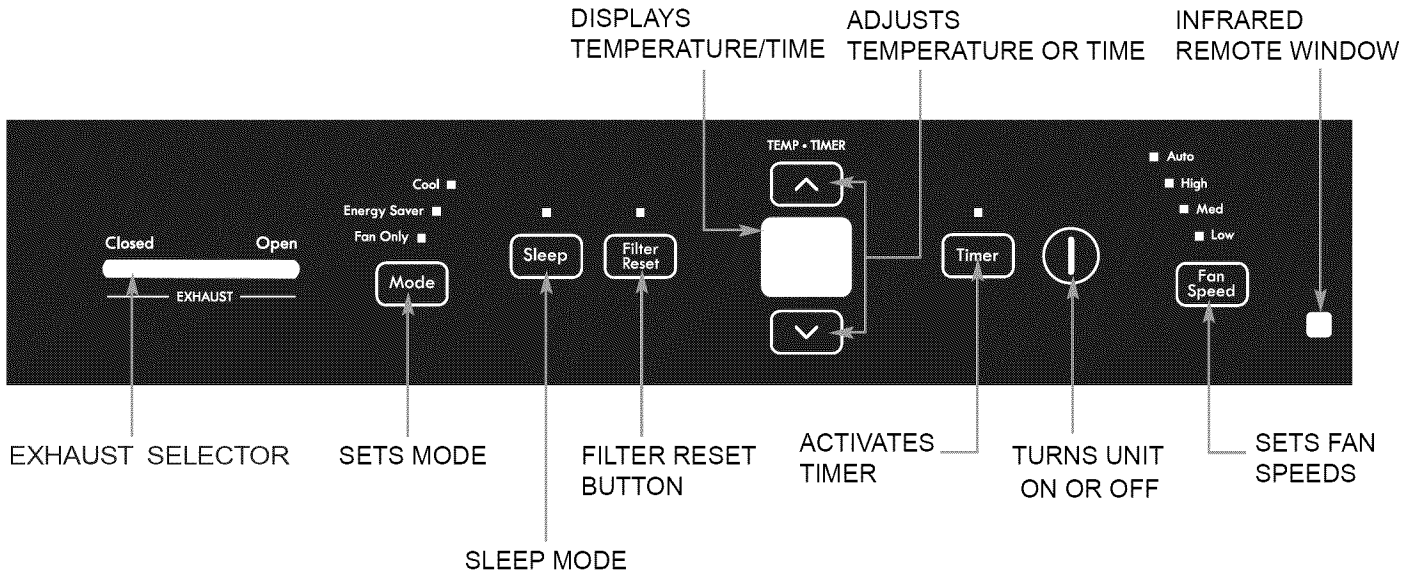 DISPLAYS
TEMPERATURE/TIME
ADJUSTS
TEMPERATURE OR TIME
INFRARED
REMOTE WINDOW
Closed
Open
EXHAUST
Cool
Energy Saver
Fan Only
Mode
Sleep
Filter
Reset
TEMP • TIMER
Timer
Auto
High
Med
Low
Fan
Speed
EXHAUST SELECTOR
SETS MODE
SLEEP MODE
FILTER RESET
BUTTON
ACTIVATES
TIMER
TURNS UNIT
ON OR OFF
SETS FAN
SPEEDS